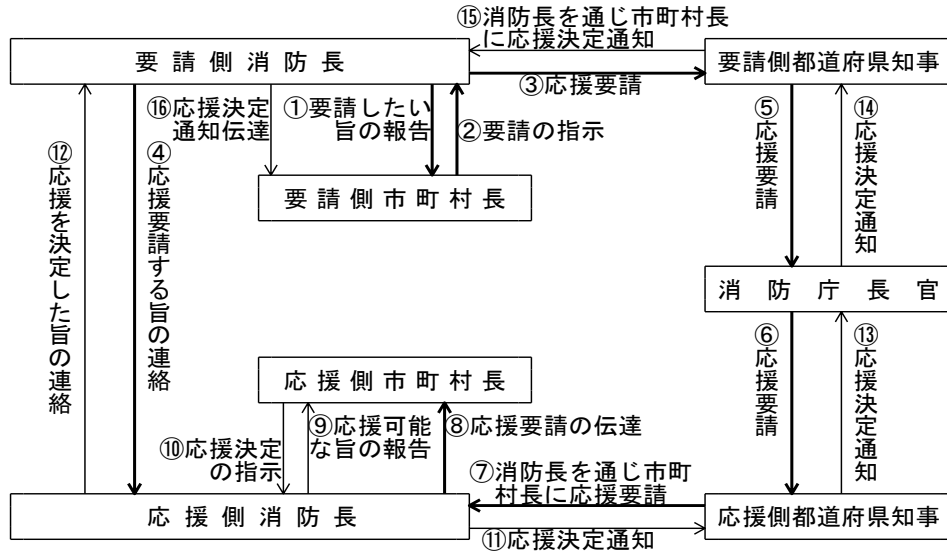 ⑮消防長を通じ市町村長
に応援決定通知
要請側消防長
要請側都道府県知事
③応援要請
⑯応援決定
通知伝達
①要請したい
旨の報告
②要請の指示
⑤応援要請
⑭応援決定通知
⑫応援を決定した旨の連絡
④応援要請する旨の連絡
要請側市町村長
消防庁長官
⑥応援要請
⑬応援決定通知
応援側市町村長
⑩応援決定
の指示
⑨応援可能
な旨の報告
⑧応援要請の伝達
⑦消防長を通じ市町
村長に応援要請
応援側消防長
応援側都道府県知事
⑪応援決定通知